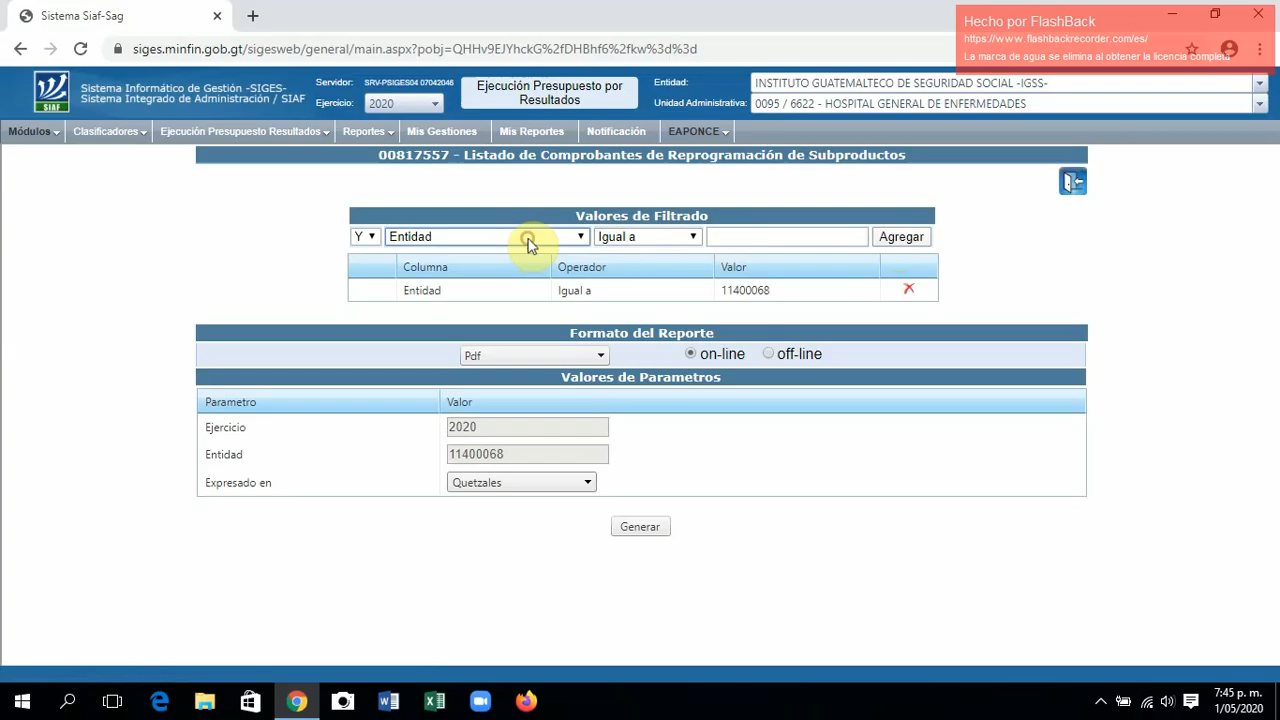 Sistema Siaf-Sag
Hecho por FlashBack
https://www.flashbackrecorder.com/es/
La marca de agua se elimina al obtener la licencia completa
siges.minfin.gob.gt/sigesweb/general/marcorx?pobj=QHHv9EJYhckG%2fDHBhf6%2fkw%3d%3d
SIAF
Sistema Informático de Gestión -SIGES-
Sistema Integrado de Administración / SIAF
Servidor: SRV-PSIGES04 07042046
Ejercicio: 2020
Ejecución Presupuesto por
Resultados
Entidad: INSTITUTO GUATEMALTECO DE SEGURIDAD SOCIAL -IGSS-
Unidad Administrativa: 0095 / 6622 - HOSPITAL GENERAL DE ENFERMEDADES
Módulos Clasificadores Ejecución Presupuesto Resultados Reportes Mis Gestiones Mis Reportes Notificación EAPONCE
00817557 - Listado de Comprobantes de Reprogramación de Subproductos
Valores de Filtrado
Y Entidad Igual a Agregar
Columna Operador Valor
Entidad Igual a 11400068
Formato del Reporte
Pdf on-line off-line
Valores de Parametros
Parametro Valor
Ejercicio 2020
Entidad 11400068
Expresado en Quetzales
Generar
7:45 p. m.
1/05/2020